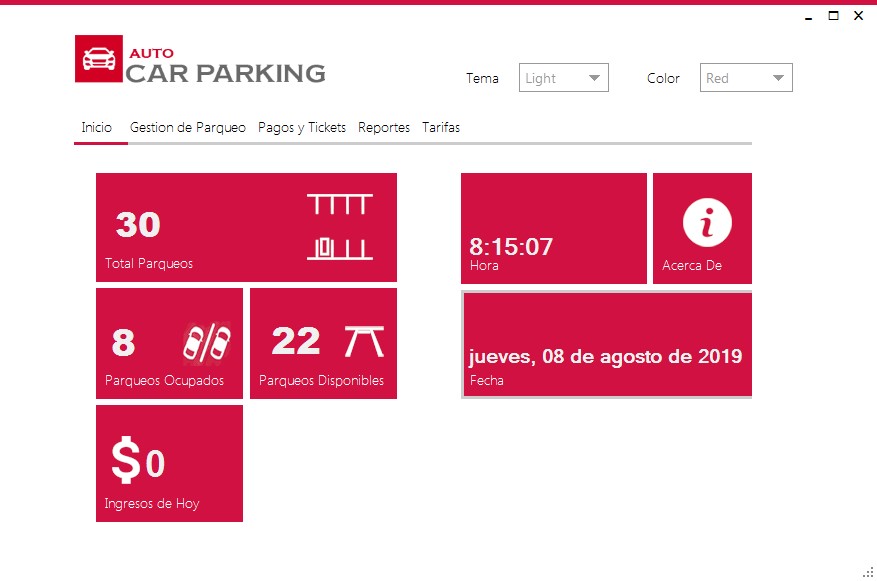 AUTO
CAR PARKING
Tema
Light
Color
Red
Inicio
Gestion de Parqueo
Pagos y Tickets
Reportes
Tarifas
30
Total Parqueos
8:15:07
Hora
i
Acerca De
8
Parqueos Ocupados
22
Parqueos Disponibles
jueves, 08 de agosto de 2019
Fecha
$0
Ingresos de Hoy